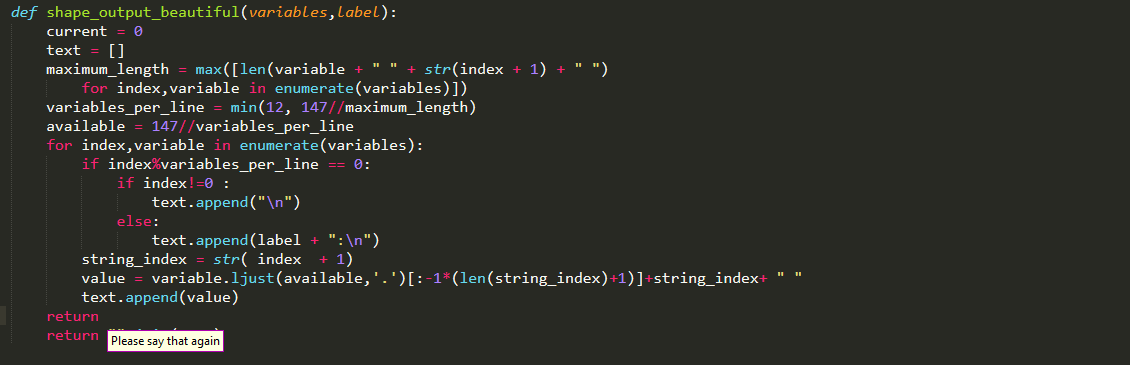 def shape_output_beautiful(variables,label):
    current = 0
    text = []
    maximum_length = max([len(variable + " " + str(index + 1) + " ")
        for index,variable in enumerate(variables)])
    variables_per_line = min(12, 147//maximum_length)
    available = 147//variables_per_line
    for index,variable in enumerate(variables):
        if index%variables_per_line == 0:
            if index!=0 :
                text.append("\n")
            else:
                text.append(label + ":\n")
        string_index = str( index  + 1)
        value = variable.ljust(available,'.')[:-1*(len(string_index)+1)]+string_index+ " "
        text.append(value)
    return
    return
Please say that again